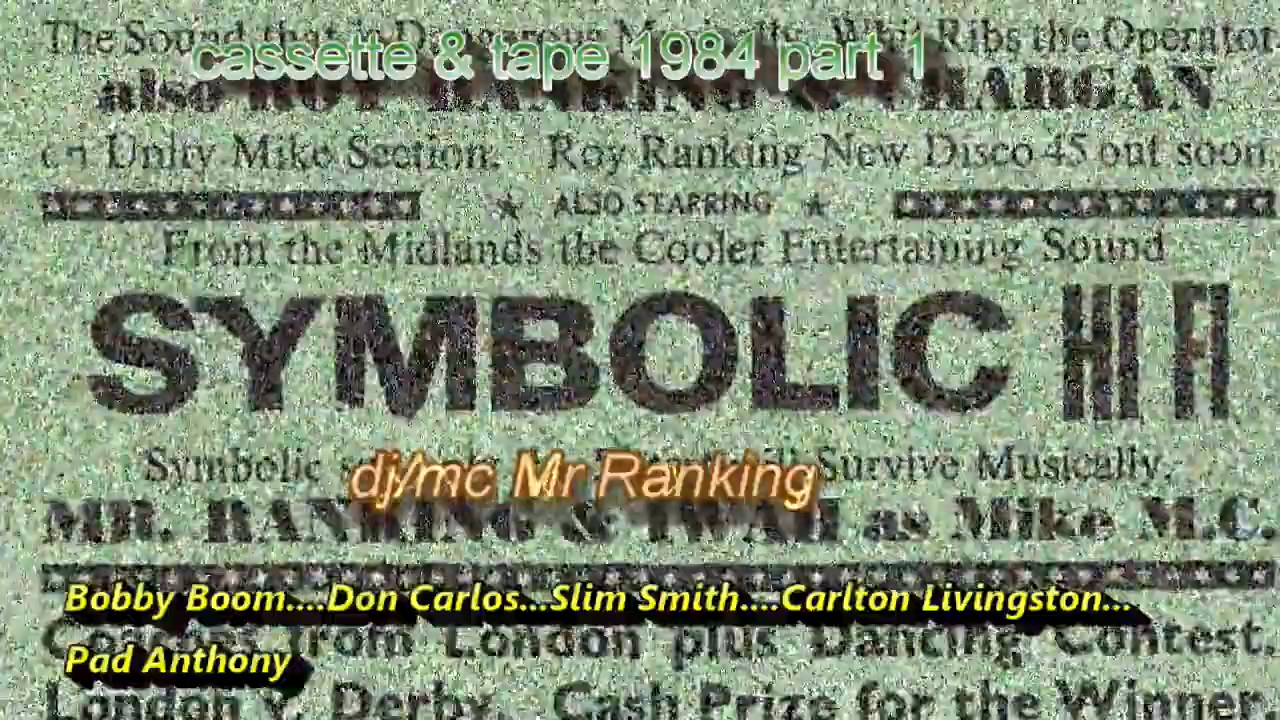 cassette & tape 1984 part 1
The Sound that is Ribs the Operator
also ROY RANKING &
on Unity Mike Section. Roy Ranking New Disco 45 out soon.
ALSO STARRING
From the Midlands the Cooler Entertaining Sound
SYMBOLIC HI FI
Symbolic Survive Musically.
dj/mc Mr Ranking
MR. RANKING & as Mike M.C.
Bobby Boom....Don Carlos...Slim Smith....Carlton Livingston...
from London plus Dancing Contest.
Pad Anthony
London v. Derby. Cash Prize for the Winner.